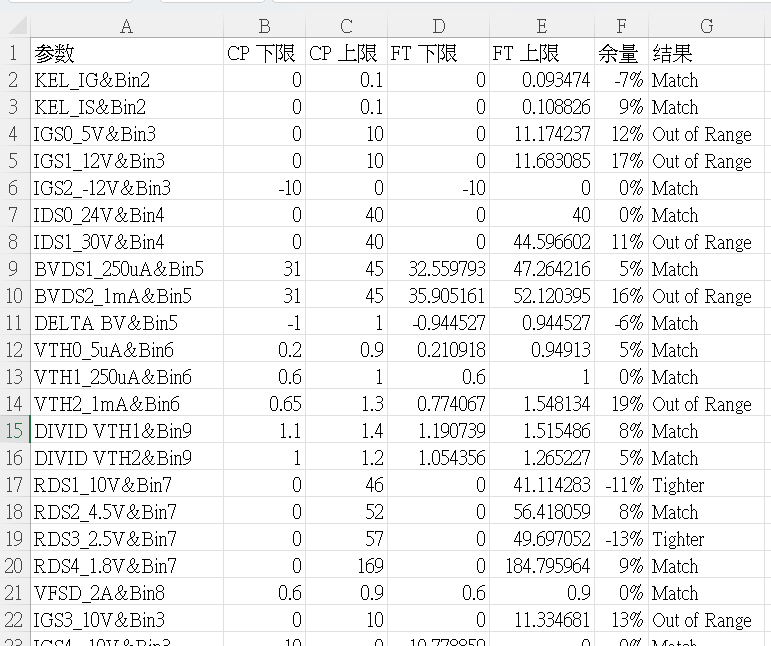 A B C D E F G
1 参数 CP 下限 CP 上限 FT 下限 FT 上限 余量 结果
2 KEL_IG&Bin2 0 0.1 0 0.093474 -7% Match
3 KEL_IS&Bin2 0 0.1 0 0.108826 9% Match
4 IGS0_5V&Bin3 0 10 0 11.174237 12% Out of Range
5 IGS1_12V&Bin3 0 10 0 11.683085 17% Out of Range
6 IGS2_-12V&Bin3 -10 0 -10 0 0% Match
7 IDS0_24V&Bin4 0 40 0 40 0% Match
8 IDS1_30V&Bin4 0 40 0 44.596602 11% Out of Range
9 BVDS1_250uA&Bin5 31 45 32.559793 47.264216 5% Match
10 BVDS2_1mA&Bin5 31 45 35.905161 52.120395 16% Out of Range
11 DELTA BV&Bin5 -1 1 -0.944527 0.944527 -6% Match
12 VTH0_5uA&Bin6 0.2 0.9 0.210918 0.94913 5% Match
13 VTH1_250uA&Bin6 0.6 1 0.6 1 0% Match
14 VTH2_1mA&Bin6 0.65 1.3 0.774067 1.548134 19% Out of Range
15 DIVID VTH1&Bin9 1.1 1.4 1.190739 1.515486 8% Match
16 DIVID VTH2&Bin9 1 1.2 1.054356 1.265227 5% Match
17 RDS1_10V&Bin7 0 46 0 41.114283 -11% Tighter
18 RDS2_4.5V&Bin7 0 52 0 56.418059 8% Match
19 RDS3_2.5V&Bin7 0 57 0 49.697052 -13% Tighter
20 RDS4_1.8V&Bin7 0 169 0 184.795964 9% Match
21 VFSD_2A&Bin8 0.6 0.9 0.6 0.9 0% Match
22 IGS3_10V&Bin3 0 10 0 11.334681 13% Out of Range